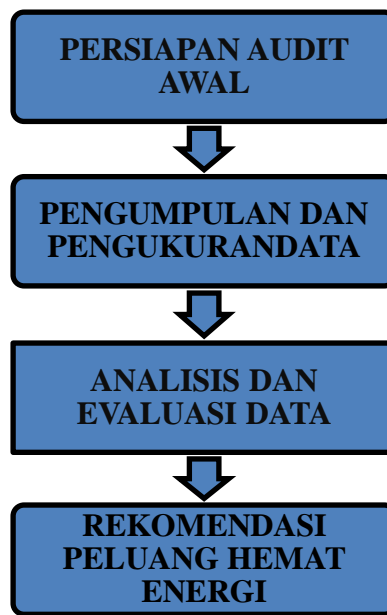 PERSIAPAN AUDIT
AWAL
PENGUMPULAN DAN
PENGUKURANDATA
ANALISIS DAN
EVALUASI DATA
REKOMENDASI
PELUANG HEMAT
ENERGI